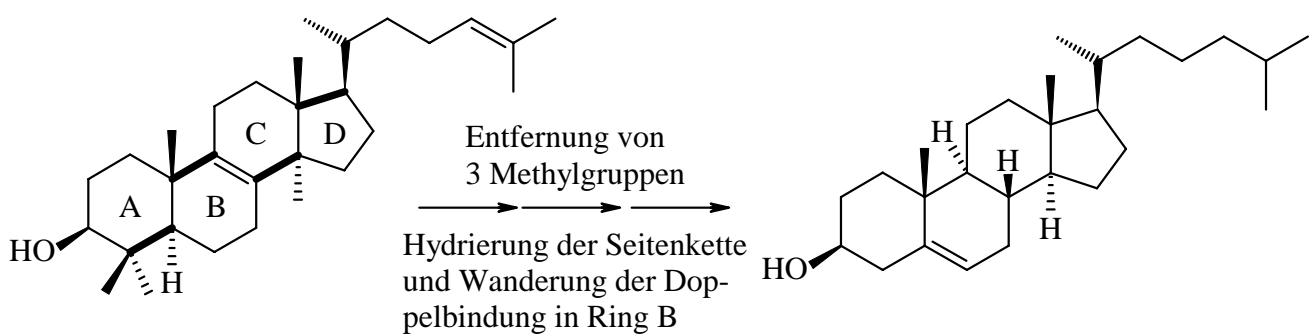 C
D
A
B
HO
H
Entfernung von
3 Methylgruppen
Hydrierung der Seitenkette
und Wanderung der Dop-
pelbindung in Ring B
H
H
H
HO